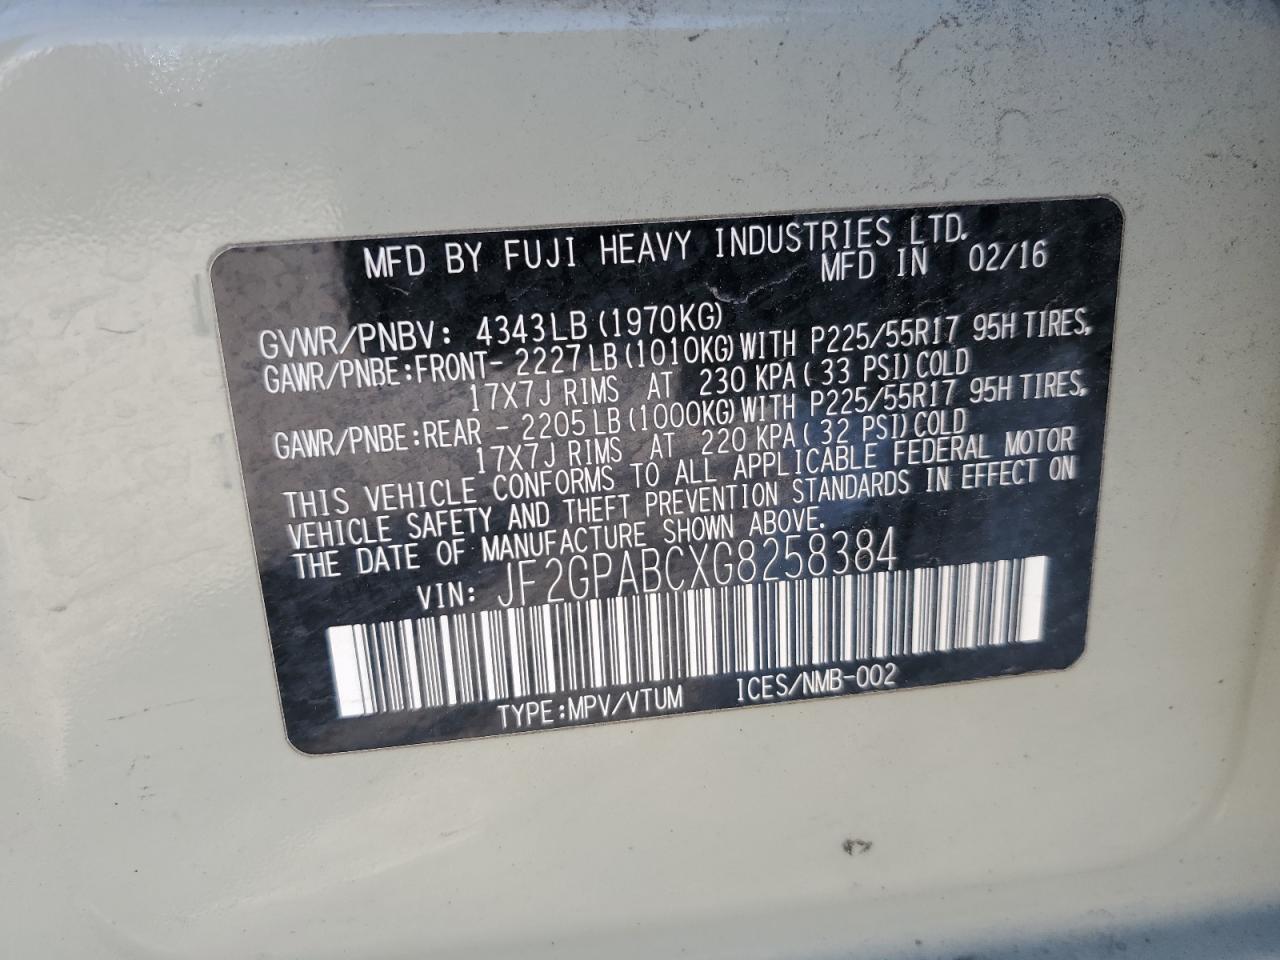 MFD BY FUJI HEAVY INDUSTRIES LTD.
MFD IN 02/16
GVWR/PNBV: 4343LB (1970KG)
GAWR/PNBE:FRONT- 2227LB(1010KG)WITH P225/55R17 95H TIRES,
17X7J RIMS AT 230 KPA(33 PSI)COLD
GAWR/PNBE:REAR - 2205LB(1000KG)WITH P225/55R17 95H TIRES,
17X7J RIMS AT 220 KPA(32 PSI)COLD
THIS VEHICLE CONFORMS TO ALL APPLICABLE FEDERAL MOTOR
VEHICLE SAFETY AND THEFT PREVENTION STANDARDS IN EFFECT ON
THE DATE OF MANUFACTURE SHOWN ABOVE.
VIN: JF2GPABCXG8258384
TYPE:MPV/VTUM ICES/NMB-002